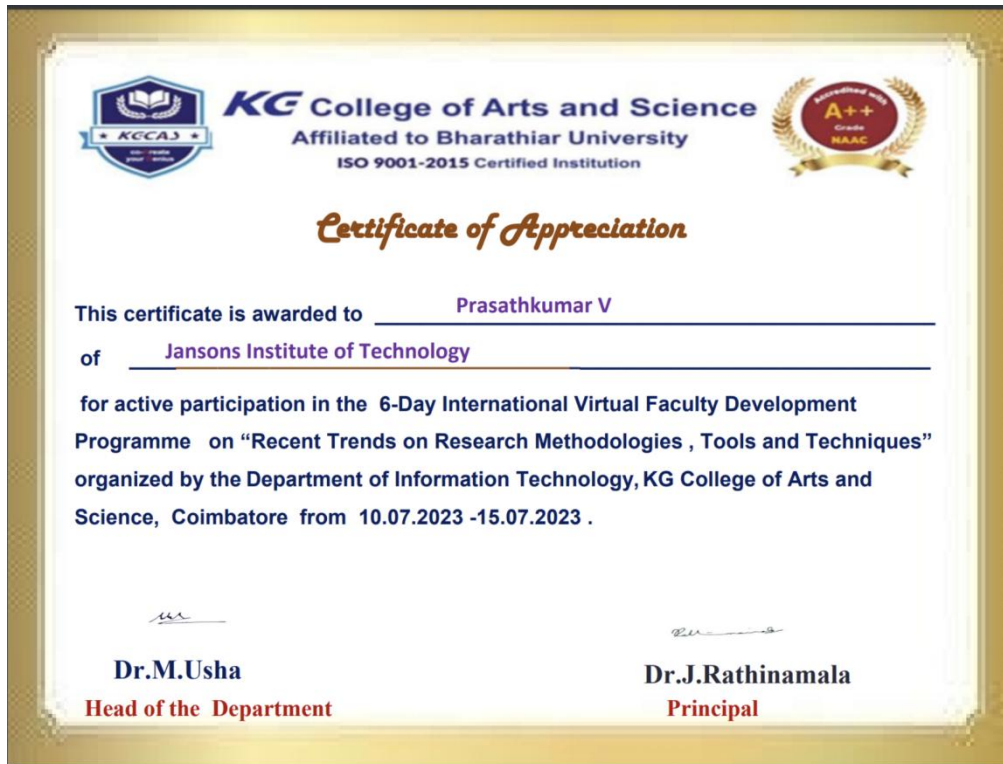 KGCAS
co-create
your Genius
KG College of Arts and Science
Affiliated to Bharathiar University
ISO 9001-2015 Certified Institution
Accredited with
A++
Grade
NAAC
Certificate of Appreciation
This certificate is awarded to Prasathkumar V
of Jansons Institute of Technology
for active participation in the 6-Day International Virtual Faculty Development
Programme on “Recent Trends on Research Methodologies , Tools and Techniques”
organized by the Department of Information Technology, KG College of Arts and
Science, Coimbatore from 10.07.2023 -15.07.2023 .
Dr.M.Usha
Head of the Department
Dr.J.Rathinamala
Principal